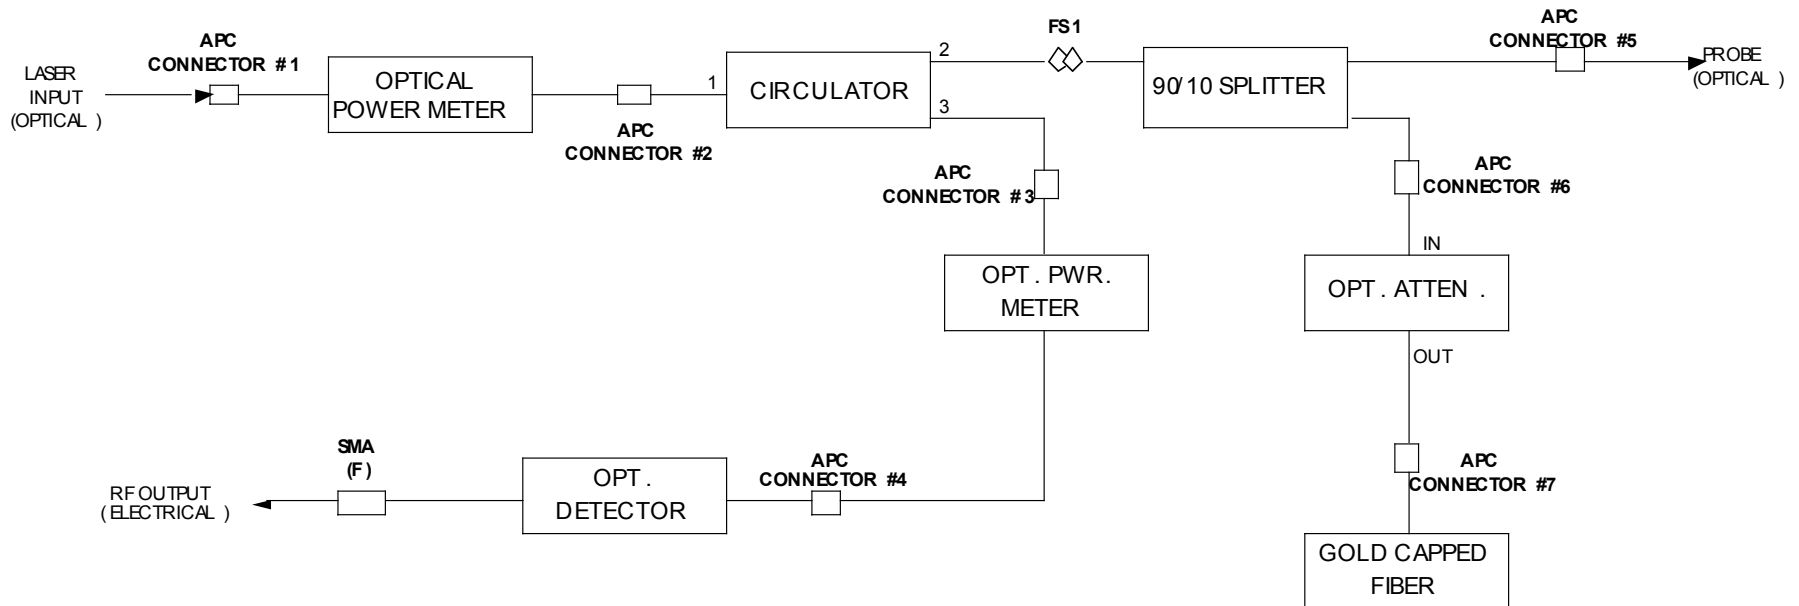 LASER
INPUT
(OPTICAL )
APC
CONNECTOR #1
OPTICAL
POWER METER
APC
CONNECTOR #2
1
CIRCULATOR
2
3
FS1
90/10 SPLITTER
APC
CONNECTOR #5
PROBE
(OPTICAL )
APC
CONNECTOR #3
APC
CONNECTOR #6
OPT. PWR.
METER
IN
OPT. ATTEN .
OUT
RF OUTPUT
(ELECTRICAL )
SMA
(F)
OPT.
DETECTOR
APC
CONNECTOR #4
APC
CONNECTOR #7
GOLD CAPPED
FIBER